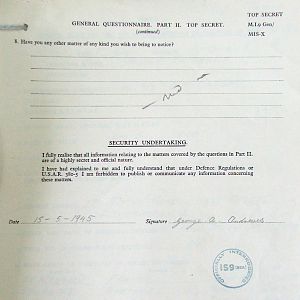 TOP SECRET
GENERAL QUESTIONNAIRE. PART II. TOP SECRET.
(continued)
M.I.9 Gen/
MIS-X
8. Have you any other matter of any kind you wish to bring to notice?
SECURITY UNDERTAKING.
I fully realise that all information relating to the matters covered by the questions in Part II.
are of a highly secret and official nature.
I have had explained to me and fully understand that under Defence Regulations or
U.S.A.R. 380-5 I am forbidden to publish or communicate any information concerning
these matters.
Date 15-5-1945 Signature George A. Andrews
OFFICIALLY INTERROGATED
159